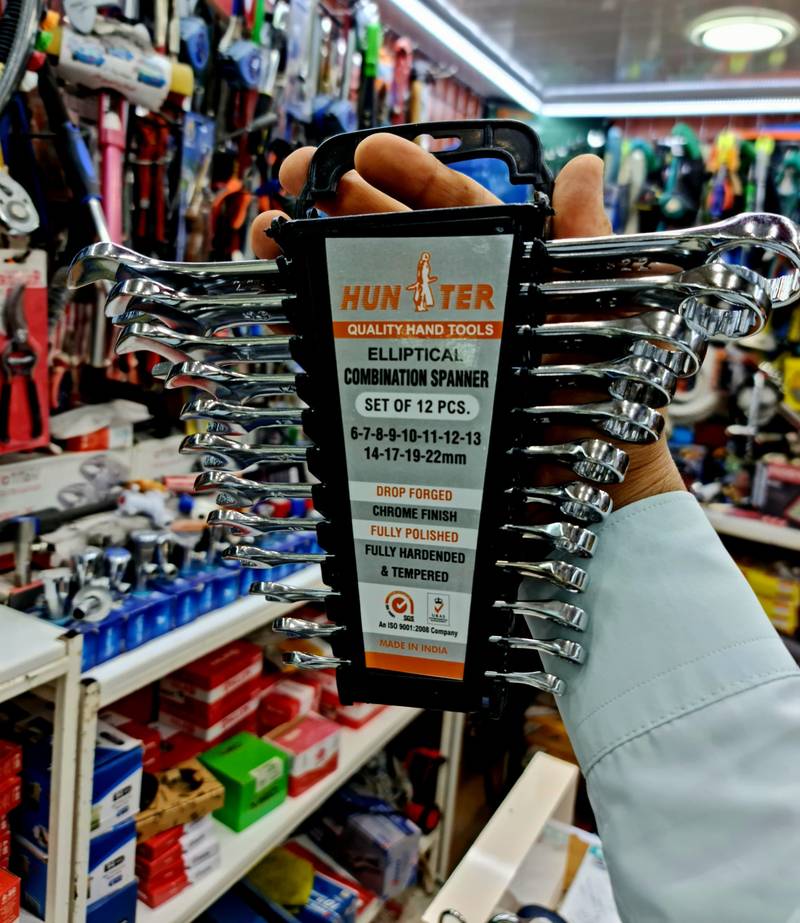 HUNTER
QUALITY HAND TOOLS
ELLIPTICAL
COMBINATION SPANNER
SET OF 12 PCS.
6-7-8-9-10-11-12-13
14-17-19-22mm
DROP FORGED
CHROME FINISH
FULLY POLISHED
FULLY HARDENDED
& TEMPERED
SGS
An ISO 9001:2008 Company
MADE IN INDIA